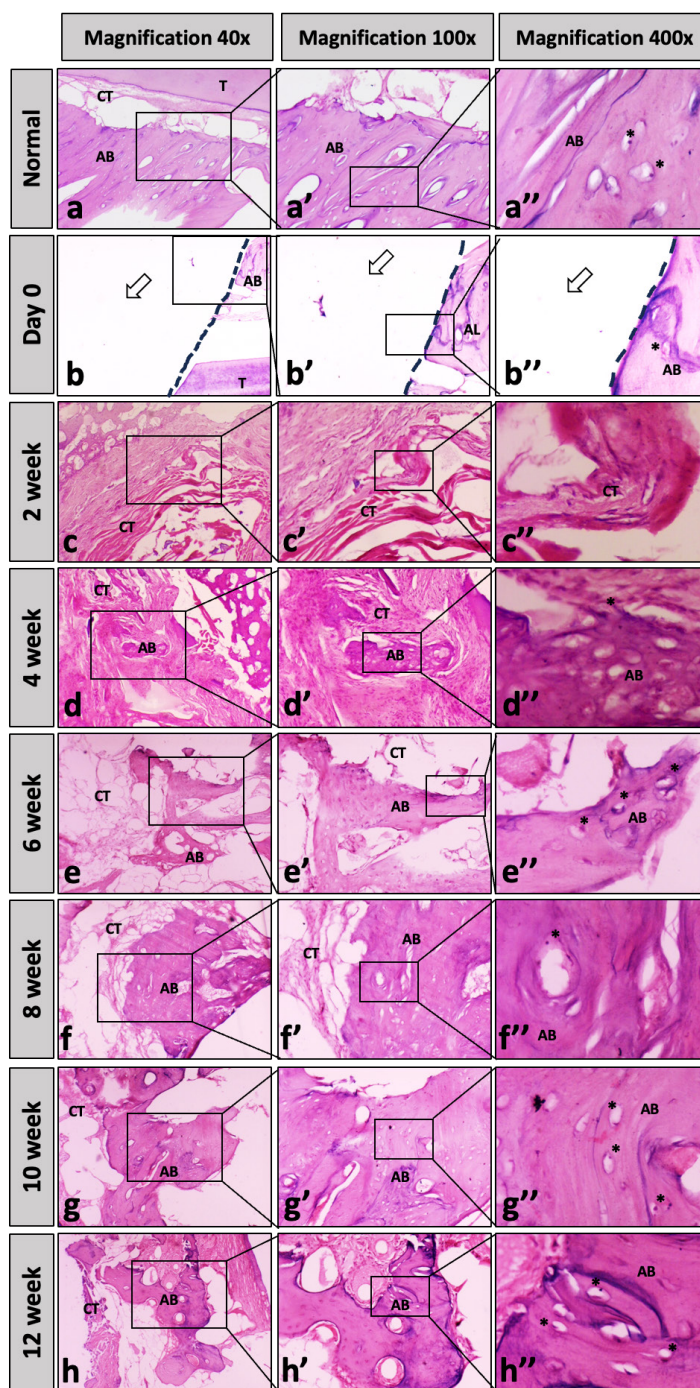 Magnification 40x Magnification 100x Magnification 400x
Normal
CT T
AB
a
AB
a'
AB * *
a''
Day 0
AB
T
b
AL
b'
* AB
b''
2 week
CT
c
CT
c'
CT
c''
4 week
CT
AB
d
CT
AB
d'
*
AB
d''
6 week
CT
AB
e
CT
AB
e'
* * *
AB
e''
8 week
CT
AB
f
CT
AB
f'
*
AB
f''
10 week
CT
AB
g
AB
g'
* AB
*
*
g''
12 week
CT
AB
h
AB
h'
AB
* * *
h''